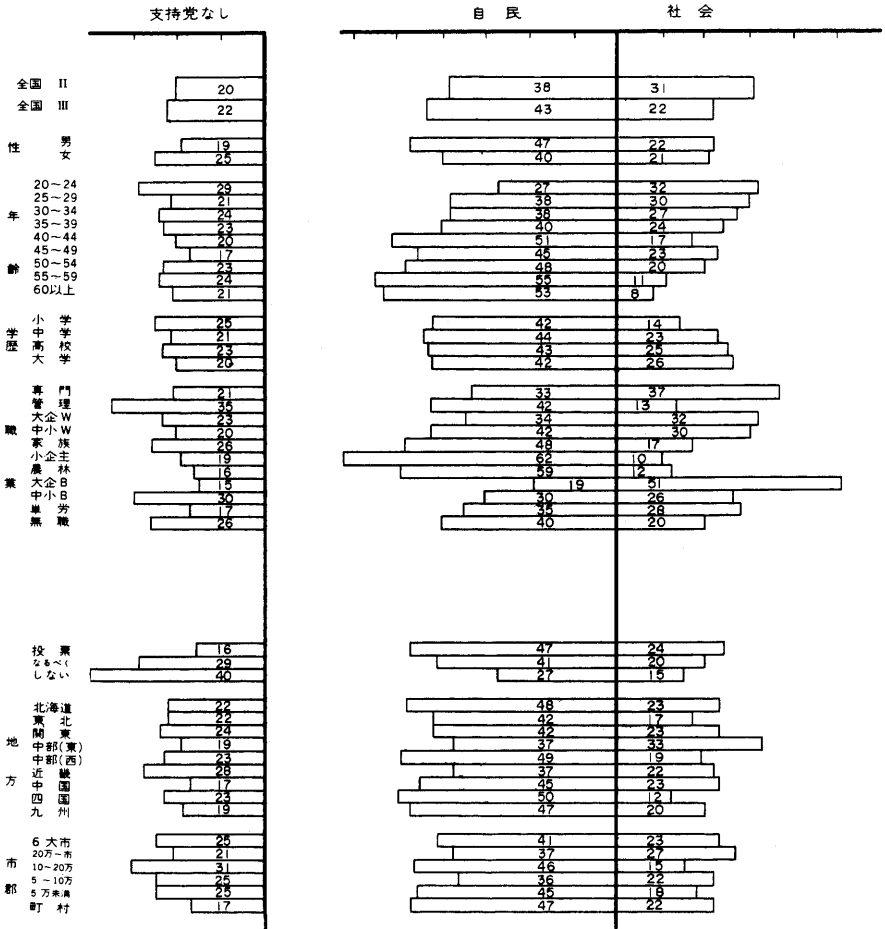 支持党なし 自民 社会
全国 II 20 38 31
全国 III 22 43 22
性 男 19 47 22
女 25 40 21
年齢
20~24 29 27 32
25~29 21 38 30
30~34 24 38 27
35~39 23 40 24
40~44 20 51 17
45~49 17 45 23
50~54 23 48 20
55~59 24 55 11
60以上 21 53 8
学歴
小学 25 42 14
中学 21 44 23
高校 23 43 25
大学 20 42 26
職業
専門 21 33 37
管理 35 42 13
大企W 23 34 32
中小W 20 42 30
家族 26 48 17
小企主 19 62 10
農林 16 59 12
大企B 15 19 51
中小B 30 30 26
単労 17 35 28
無職 26 40 20
投票 16 47 24
なるべく 29 41 20
しない 40 27 15
地方
北海道 22 48 23
東北 22 42 17
関東 24 42 23
中部(東) 19 37 33
中部(西) 23 49 19
近畿 28 37 22
中国 17 45 23
四国 23 50 12
九州 19 47 20
市郡
6大市 25 41 23
20万~市 21 37 27
10~20万 31 46 15
5~10万 25 36 22
5万未満 25 45 18
町村 17 47 22